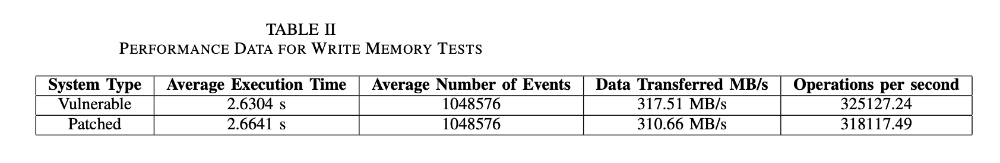 TABLE II
PERFORMANCE DATA FOR WRITE MEMORY TESTS
System Type Average Execution Time Average Number of Events Data Transferred MB/s Operations per second
Vulnerable 2.6304 s 1048576 317.51 MB/s 325127.24
Patched 2.6641 s 1048576 310.66 MB/s 318117.49